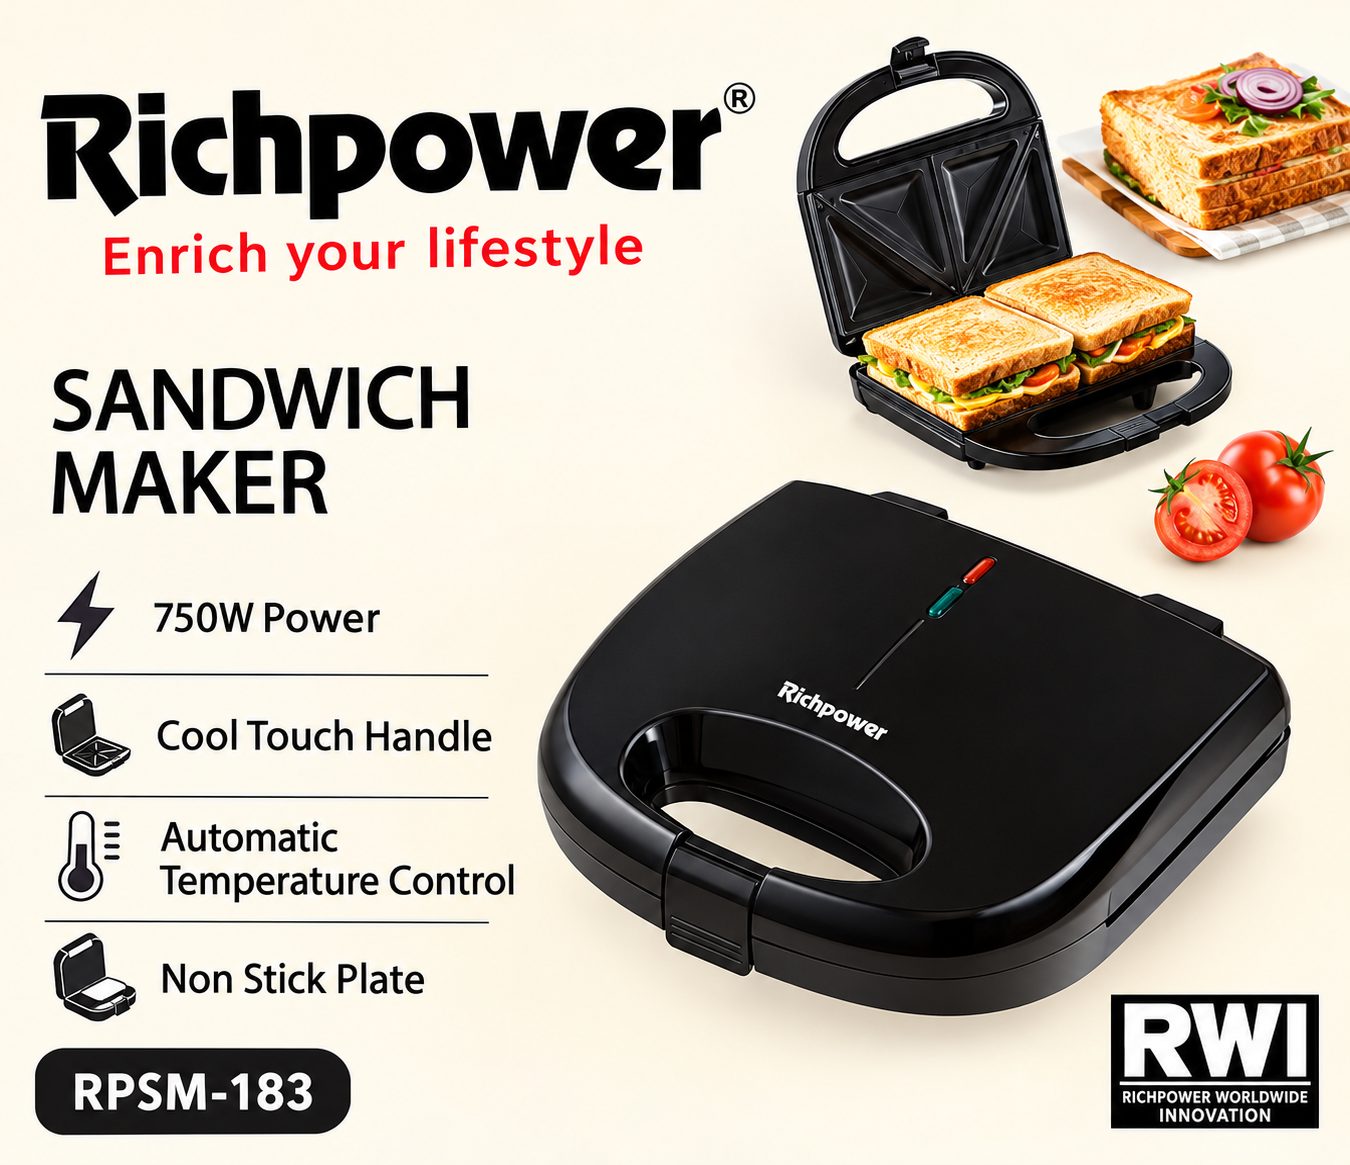 Richpower®
Enrich your lifestyle
SANDWICH
MAKER
750W Power
Cool Touch Handle
Automatic
Temperature Control
Non Stick Plate
RPSM-183
Richpower
RWI
RICHPOWER WORLDWIDE
INNOVATION